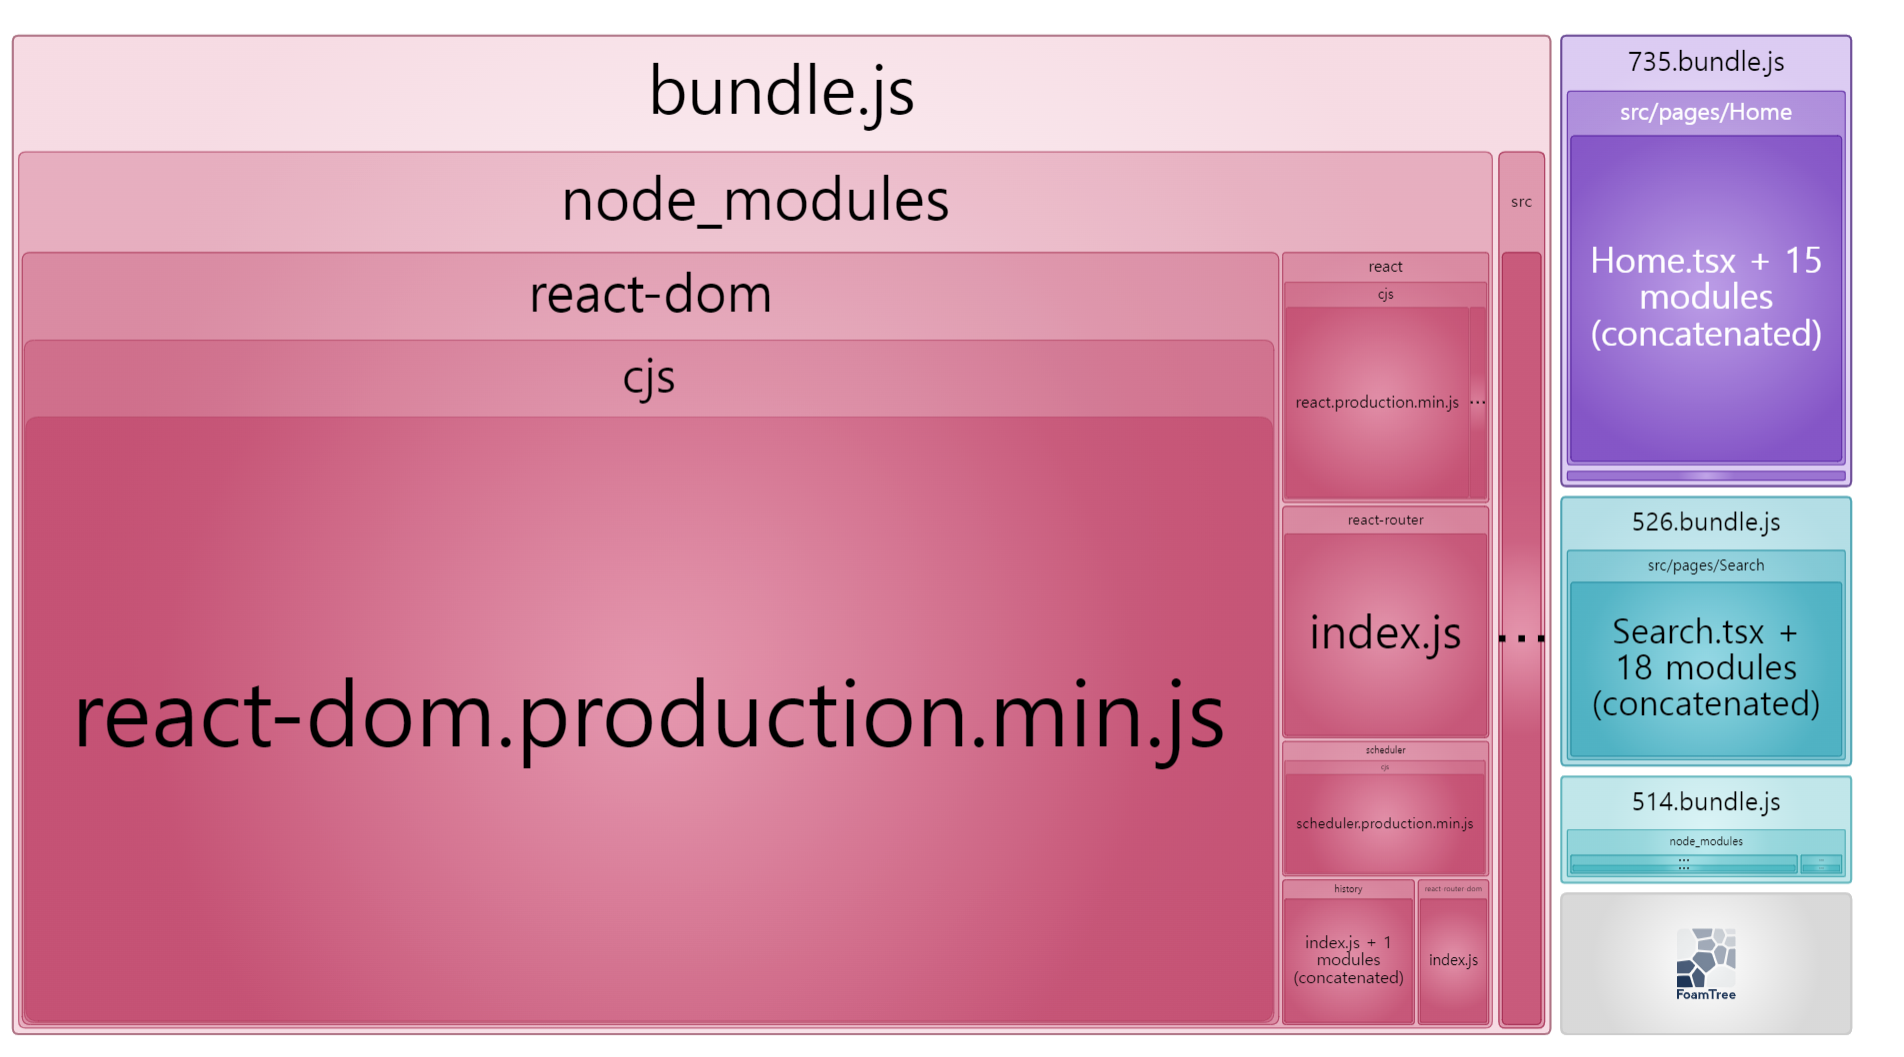 bundle.js
node_modules
react-dom
cjs
react-dom.production.min.js
react
cjs
react.production.min.js
...
react-router
index.js
scheduler
cjs
scheduler.production.min.js
history
index.js + 1
modules
(concatenated)
react-router-dom
index.js
src
...
735.bundle.js
src/pages/Home
Home.tsx + 15
modules
(concatenated)
526.bundle.js
src/pages/Search
Search.tsx +
18 modules
(concatenated)
514.bundle.js
node_modules
...
...
FoamTree